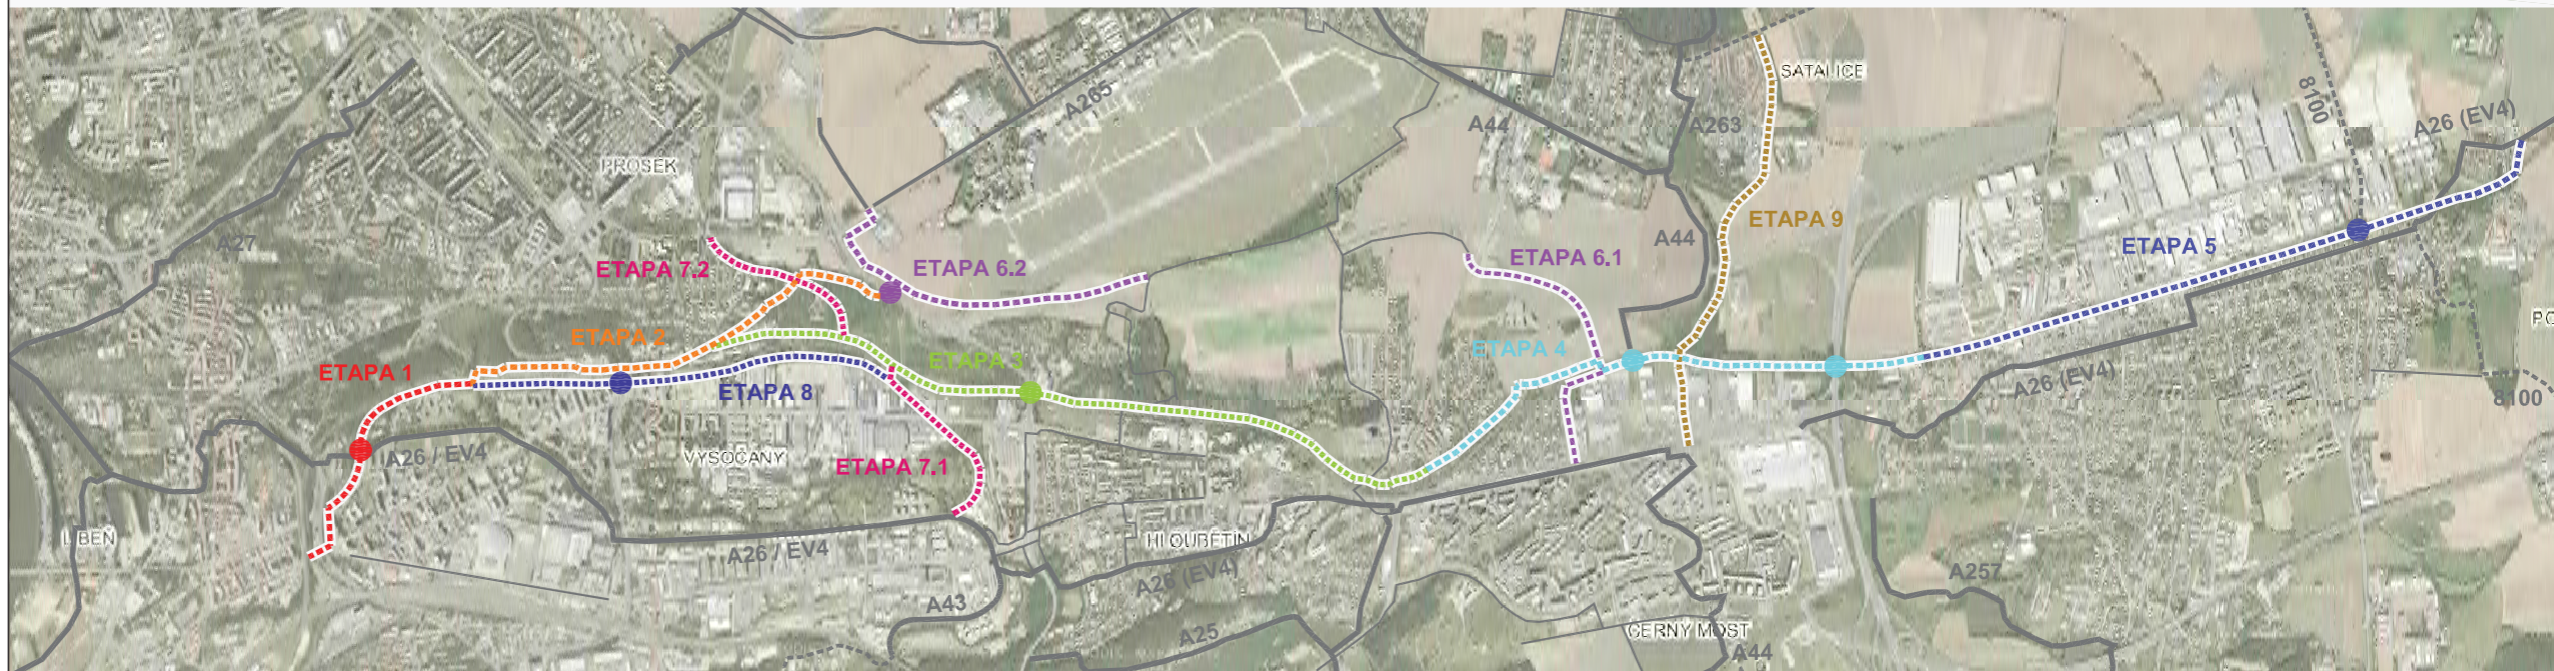 SATALICE
8100
A265
A26 (EV4)
A44
A263
PROSEK
ETAPA 9
A27
A44
ETAPA 7.2
ETAPA 6.2
ETAPA 6.1
ETAPA 5
ETAPA 2
ETAPA 4
ETAPA 3
ETAPA 1
A26 (EV4)
ETAPA 8
8100
A26 / EV4
VYSOČANY
ETAPA 7.1
LIBEŇ
HLOUBĚTÍN
A26 / EV4
A26 (EV4)
A257
A43
A25
ČERNÝ MOST
A44